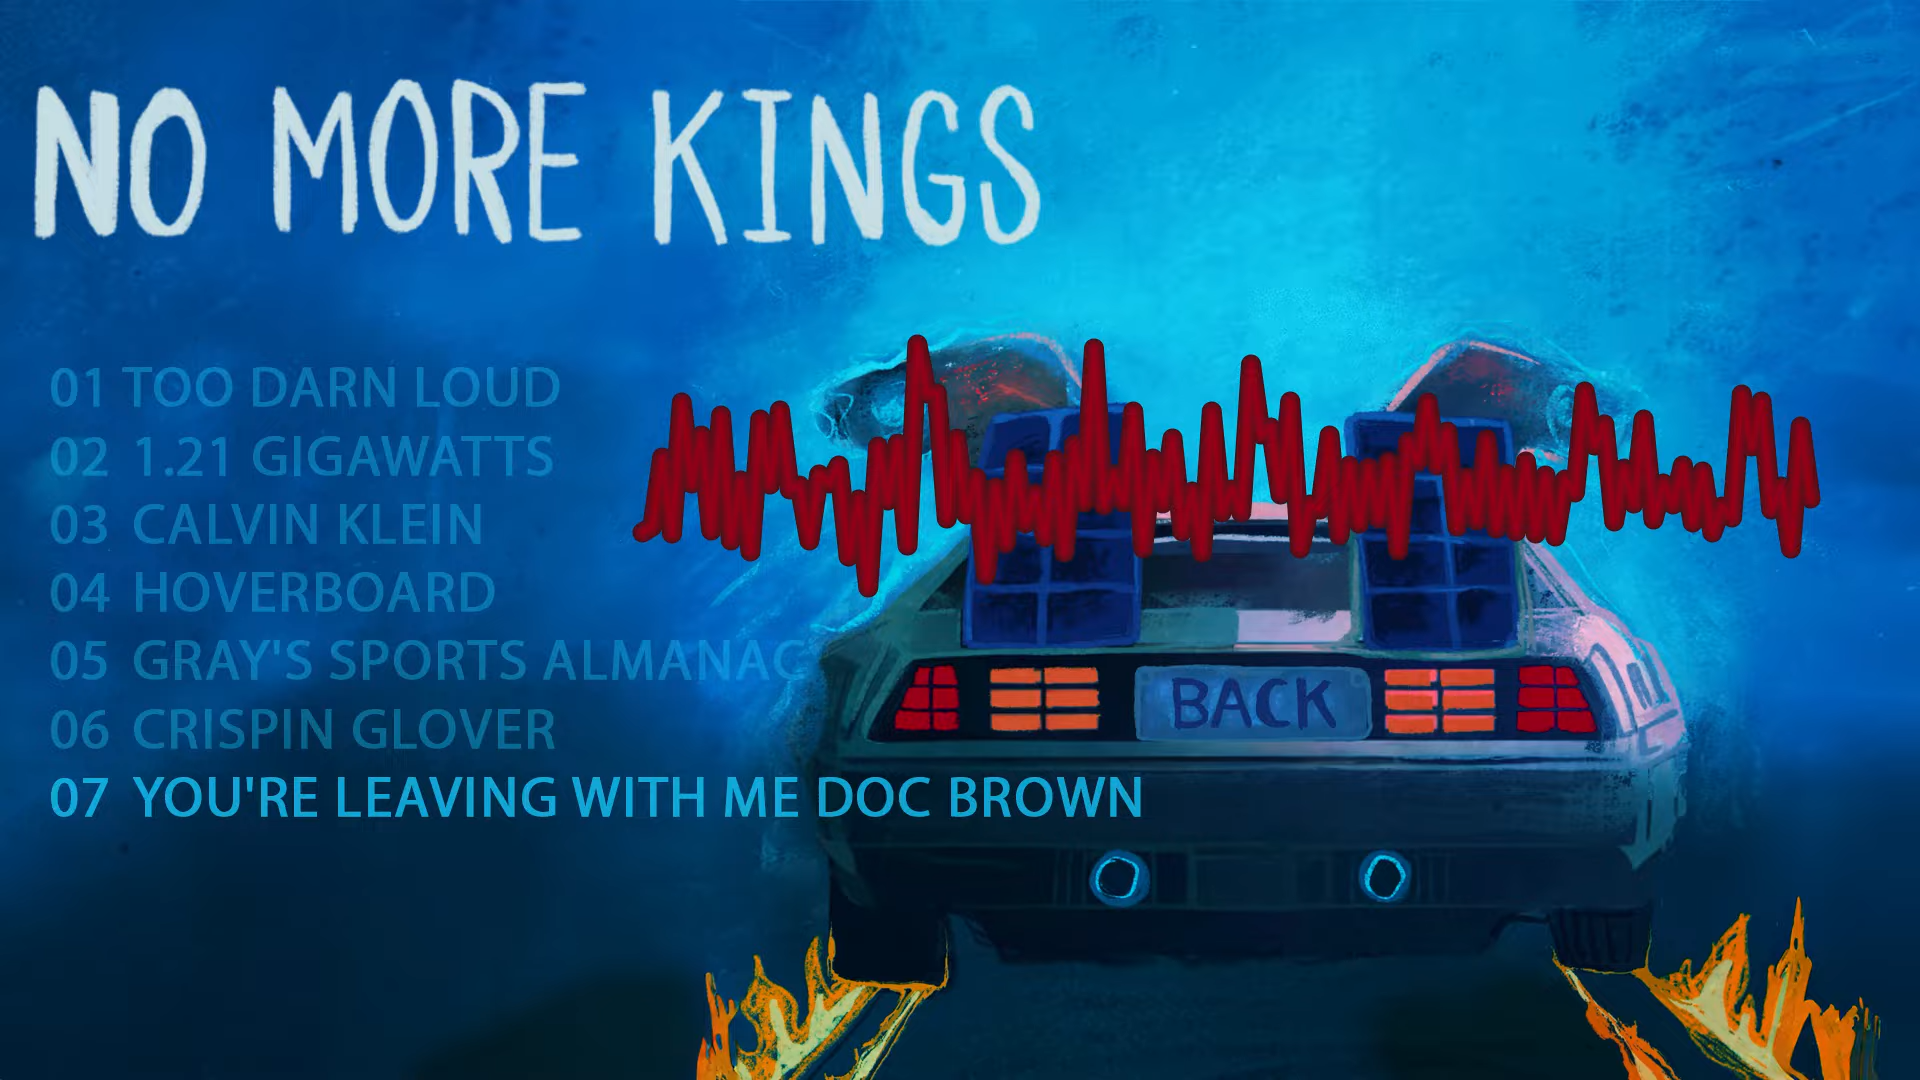 NO MORE KINGS
01 TOO DARN LOUD
02 1.21 GIGAWATTS
03 CALVIN KLEIN
04 HOVERBOARD
05 GRAY'S SPORTS ALMANAC
06 CRISPIN GLOVER
07 YOU'RE LEAVING WITH ME DOC BROWN
BACK